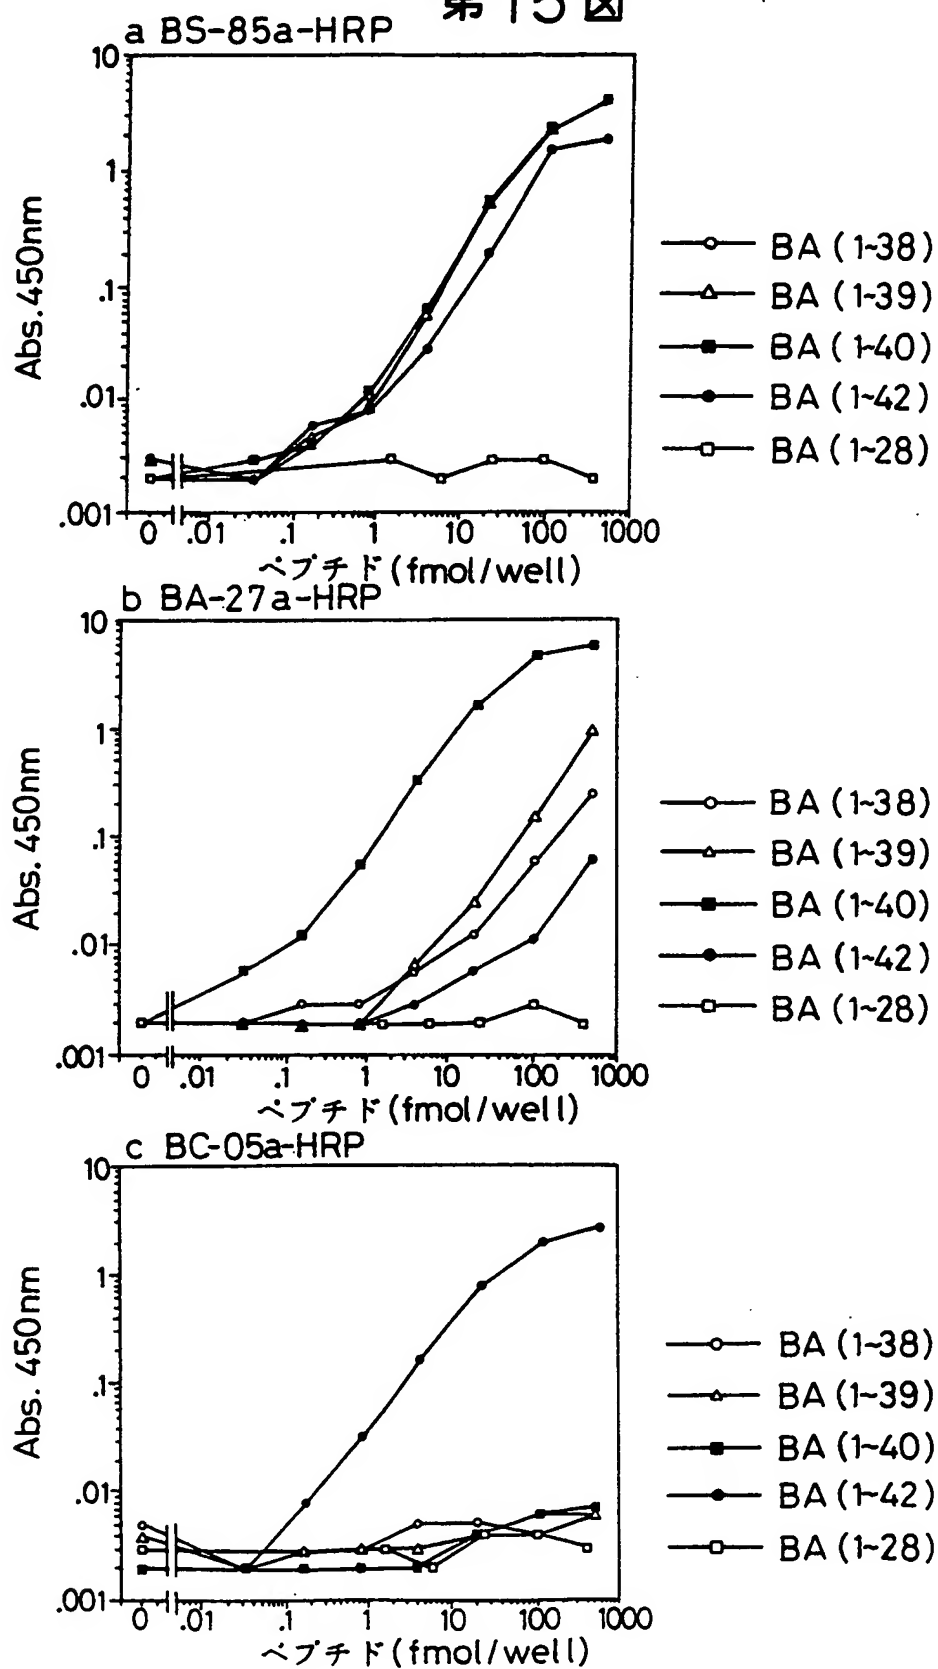 第15図
a BS-85a-HRP
10
1
.1
.01
.001
Abs. 450nm
0 .01 .1 1 10 100 1000
ペプチド (fmol/well)
BA (1~38)
BA (1~39)
BA (1~40)
BA (1~42)
BA (1~28)
b BA-27a-HRP
10
1
.1
.01
.001
Abs. 450nm
0 .01 .1 1 10 100 1000
ペプチド (fmol/well)
BA (1~38)
BA (1~39)
BA (1~40)
BA (1~42)
BA (1~28)
c BC-05a-HRP
10
1
.1
.01
.001
Abs. 450nm
0 .01 .1 1 10 100 1000
ペプチド (fmol/well)
BA (1~38)
BA (1~39)
BA (1~40)
BA (1~42)
BA (1~28)